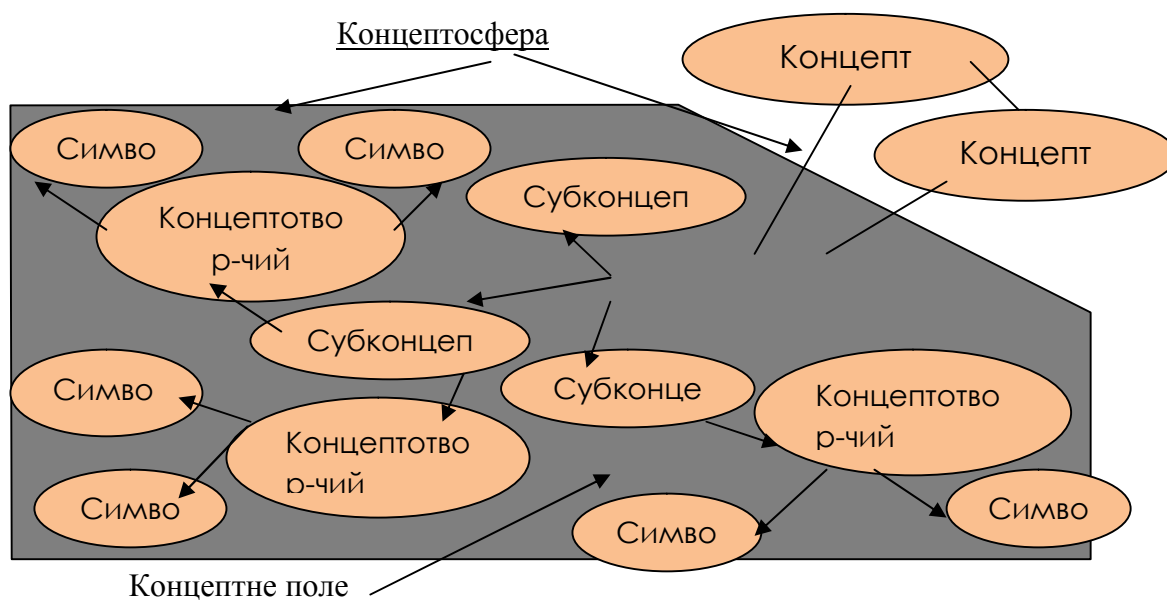 Концептосфера
Концепт
Концепт
Симво
Симво
Субконцеп
Концептотво
р-чий
Субконцеп
Симво
Субконце
Концептотво
р-чий
Концептотво
р-чий
Симво
Симво
Симво
Концептне поле